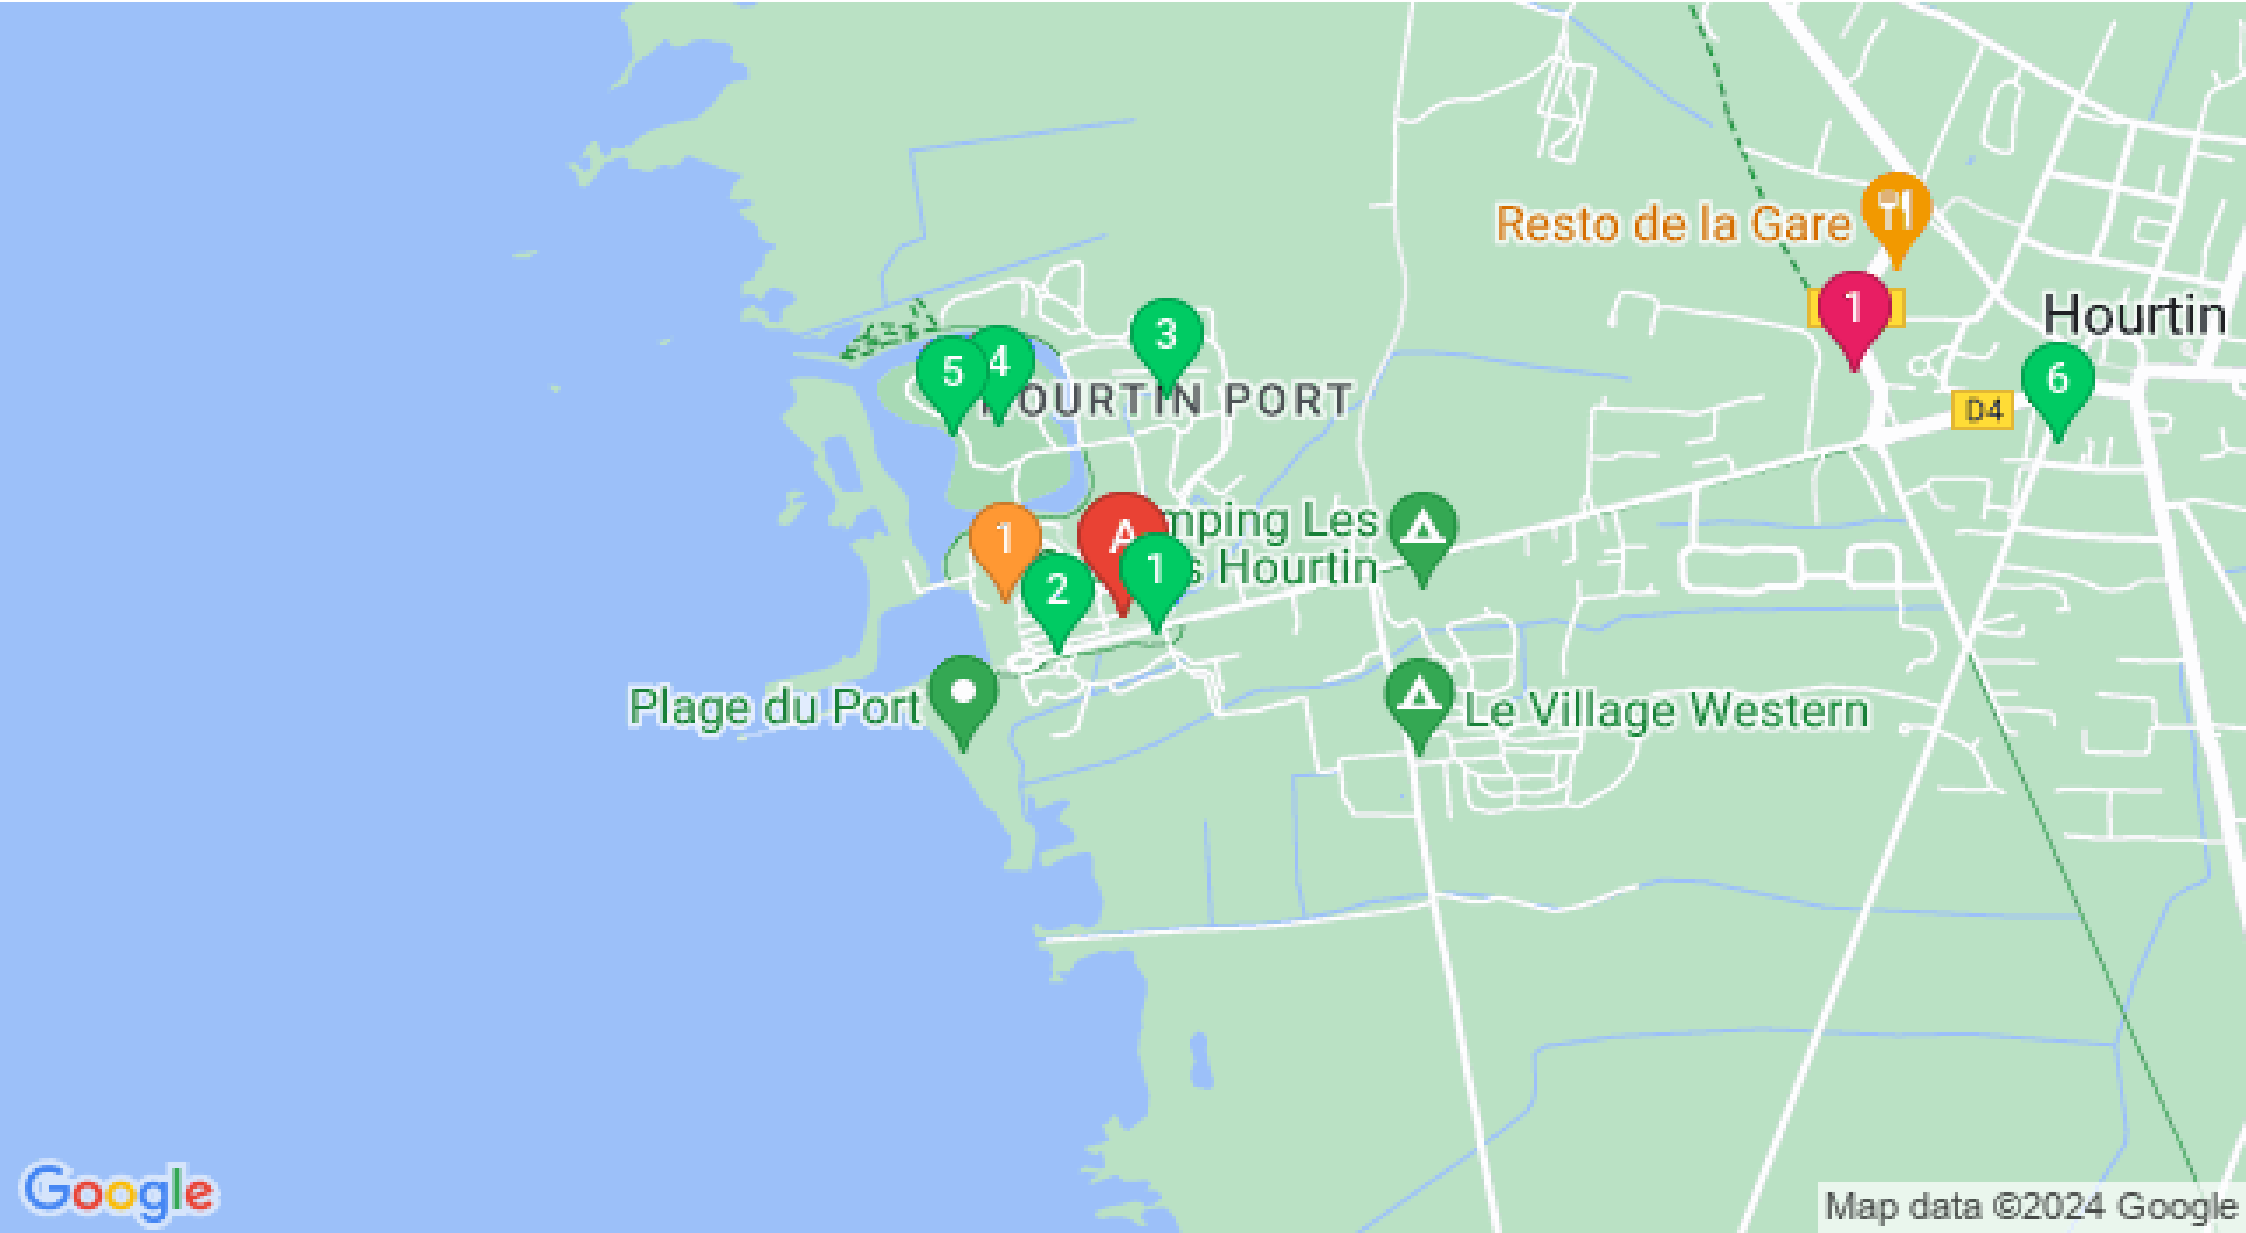 Resto de la Gare
1
Hourtin
3
5
4
6
HOURTIN PORT
D4
1
A
mping Les
1
s Hourtin
2
Plage du Port
Le Village Western
Google
Map data ©2024 Google